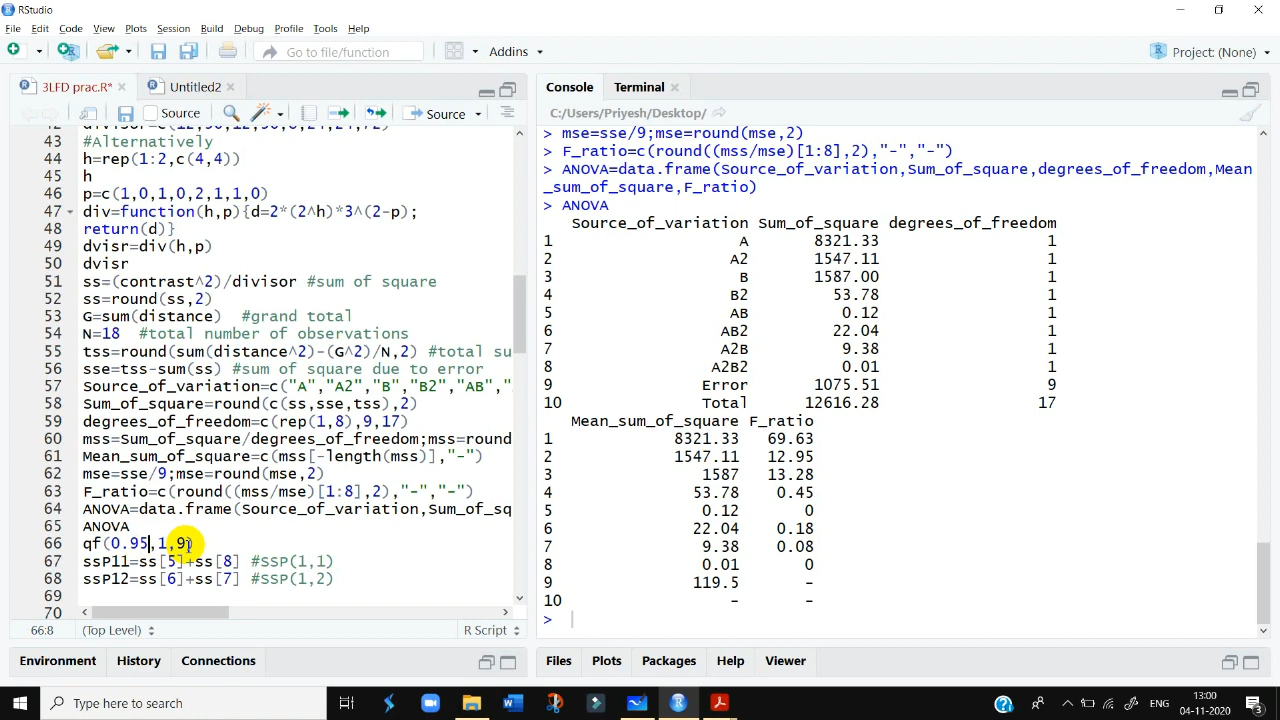 RStudio
File Edit Code View Plots Session Build Debug Profile Tools Help
Go to file/function
Addins
Project: (None)
3LFD prac.R*
Untitled2
Source
Source
43 #Alternatively
44 h=rep(1:2,c(4,4))
45 h
46 p=c(1,0,1,0,2,1,1,0)
47 div=function(h,p){d=2*(2^h)*3^(2-p);
48 return(d)}
49 dvisr=div(h,p)
50 dvisr
51 ss=(contrast^2)/divisor #sum of square
52 ss=round(ss,2)
53 G=sum(distance) #grand total
54 N=18 #total number of observations
55 tss=round(sum(distance^2)-(G^2)/N,2) #total su
56 sse=tss-sum(ss) #sum of square due to error
57 Source_of_variation=c("A","A2","B","B2","AB",".
58 Sum_of_square=round(c(ss,sse,tss),2)
59 degrees_of_freedom=c(rep(1,8),9,17)
60 mss=Sum_of_square/degrees_of_freedom;mss=round
61 Mean_sum_of_square=c(mss[-length(mss)],"-")
62 mse=sse/9;mse=round(mse,2)
63 F_ratio=c(round((mss/mse)[1:8],2),"-","-")
64 ANOVA=data.frame(Source_of_variation,Sum_of_sq
65 ANOVA
66 qf(0.95,1,9)
67 ssP11=ss[5]+ss[8] #SSP(1,1)
68 ssP12=ss[6]+ss[7] #SSP(1,2)
69
70
66:8 (Top Level) R Script
Environment History Connections
Console Terminal
C:/Users/Priyesh/Desktop/
> mse=sse/9;mse=round(mse,2)
> F_ratio=c(round((mss/mse)[1:8],2),"-","-")
> ANOVA=data.frame(Source_of_variation,Sum_of_square,degrees_of_freedom,Mean
_sum_of_square,F_ratio)
> ANOVA
Source_of_variation Sum_of_square degrees_of_freedom
1 A 8321.33 1
2 A2 1547.11 1
3 B 1587.00 1
4 B2 53.78 1
5 AB 0.12 1
6 AB2 22.04 1
7 A2B 9.38 1
8 A2B2 0.01 1
9 Error 1075.51 9
10 Total 12616.28 17
Mean_sum_of_square F_ratio
1 8321.33 69.63
2 1547.11 12.95
3 1587 13.28
4 53.78 0.45
5 0.12 0
6 22.04 0.18
7 9.38 0.08
8 0.01 0
9 119.5 -
10 - -
>
Files Plots Packages Help Viewer
Type here to search
ENG
13:00
04-11-2020
3